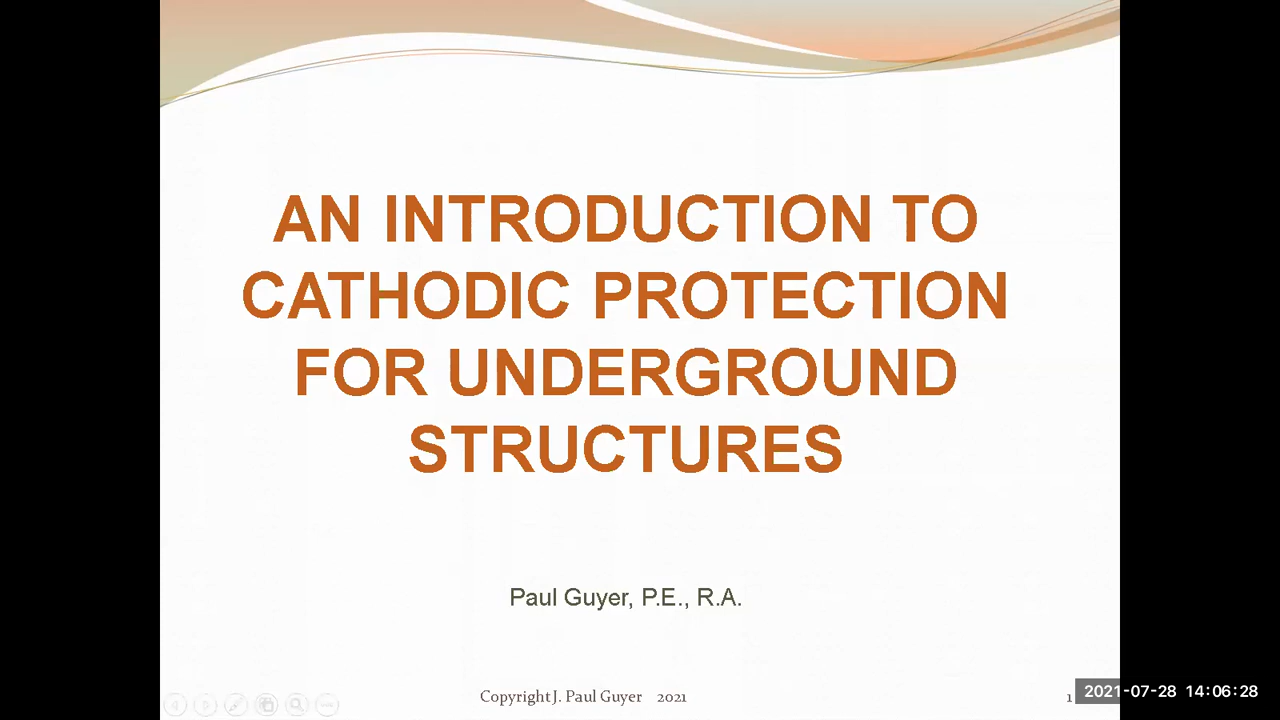 AN INTRODUCTION TO
CATHODIC PROTECTION
FOR UNDERGROUND
STRUCTURES
Paul Guyer, P.E., R.A.
Copyright J. Paul Guyer 2021
1
2021-07-28 14:06:28